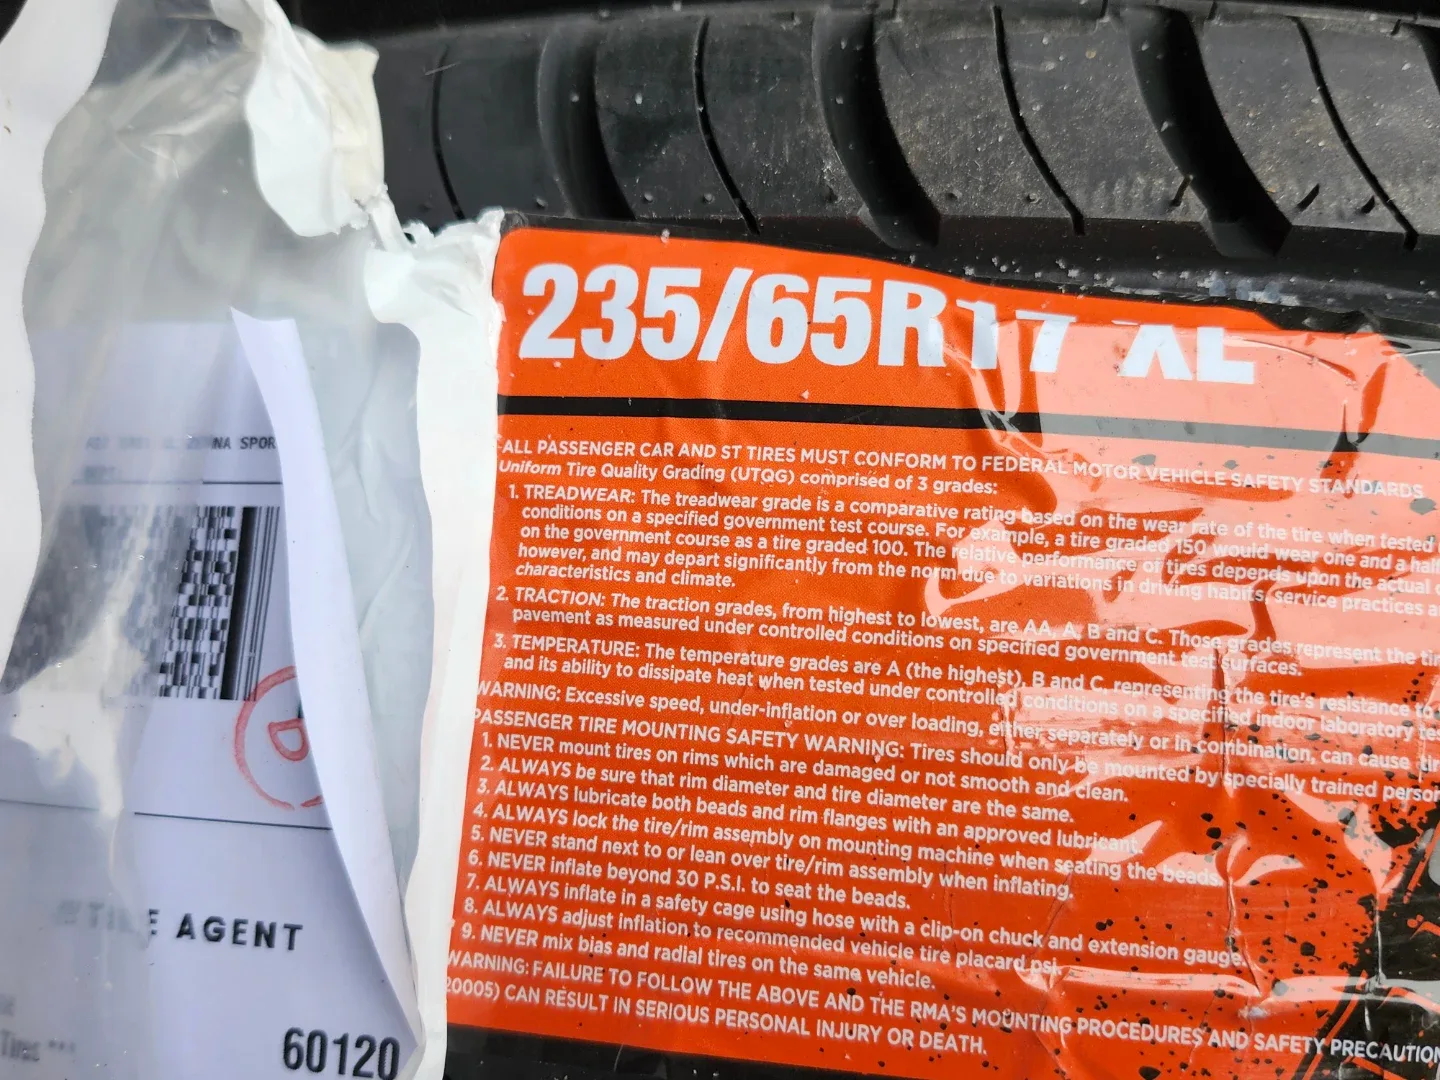 235/65R17 XL
ALL PASSENGER CAR AND ST TIRES MUST CONFORM TO FEDERAL MOTOR VEHICLE SAFETY STANDARDS
Uniform Tire Quality Grading (UTQG) comprised of 3 grades:
1. TREADWEAR: The treadwear grade is a comparative rating based on the wear rate of the tire when tested
conditions on a specified government test course. For example, a tire graded 150 would wear one and a half
on the government course as a tire graded 100. The relative performance of tires depends upon the actual
however, and may depart significantly from the norm due to variations in driving habits, service practices
characteristics and climate.
2. TRACTION: The traction grades, from highest to lowest, are AA, A, B and C. Those grades represent the
pavement as measured under controlled conditions on specified government test surfaces.
3. TEMPERATURE: The temperature grades are A (the highest), B and C, representing the tire's resistance to
and its ability to dissipate heat when tested under controlled conditions on a specified indoor laboratory
WARNING: Excessive speed, under-inflation or over loading, either separately or in combination, can cause
PASSENGER TIRE MOUNTING SAFETY WARNING: Tires should only be mounted by specially trained
1. NEVER mount tires on rims which are damaged or not smooth and clean.
2. ALWAYS be sure that rim diameter and tire diameter are the same.
3. ALWAYS lubricate both beads and rim flanges with an approved lubricant.
4. ALWAYS lock the tire/rim assembly on mounting machine when seating the beads.
5. NEVER stand next to or lean over tire/rim assembly when inflating.
6. NEVER inflate beyond 30 P.S.I. to seat the beads.
7. ALWAYS inflate in a safety cage using hose with a clip-on chuck and extension gauge.
8. ALWAYS adjust inflation to recommended vehicle tire placard psi.
9. NEVER mix bias and radial tires on the same vehicle.
WARNING: FAILURE TO FOLLOW THE ABOVE AND THE RMA'S MOUNTING PROCEDURES AND SAFETY PRECAUTION
20005) CAN RESULT IN SERIOUS PERSONAL INJURY OR DEATH.
SPOR
D
AGENT
Tires ***
60120